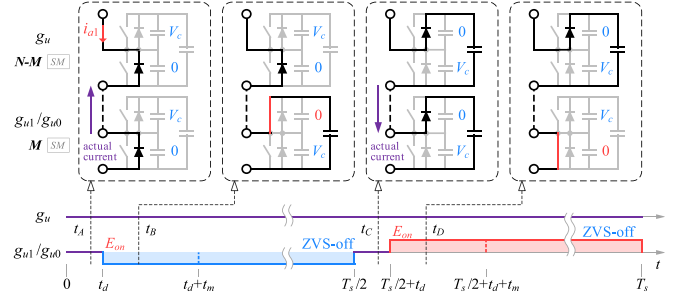 g_u
N-M SM
g_u1/g_u0
M SM
i_a1
V_c
0
V_c
0
actual
current
V_c
0
0
V_c
0
V_c
0
V_c
actual
current
0
V_c
0
V_c
g_u
t_A
t_B
t_C
t_D
g_u1/g_u0
E_on
ZVS-off
E_on
ZVS-off
t
0
t_d
t_d+t_m
T_s/2
T_s/2+t_d
T_s/2+t_d+t_m
T_s